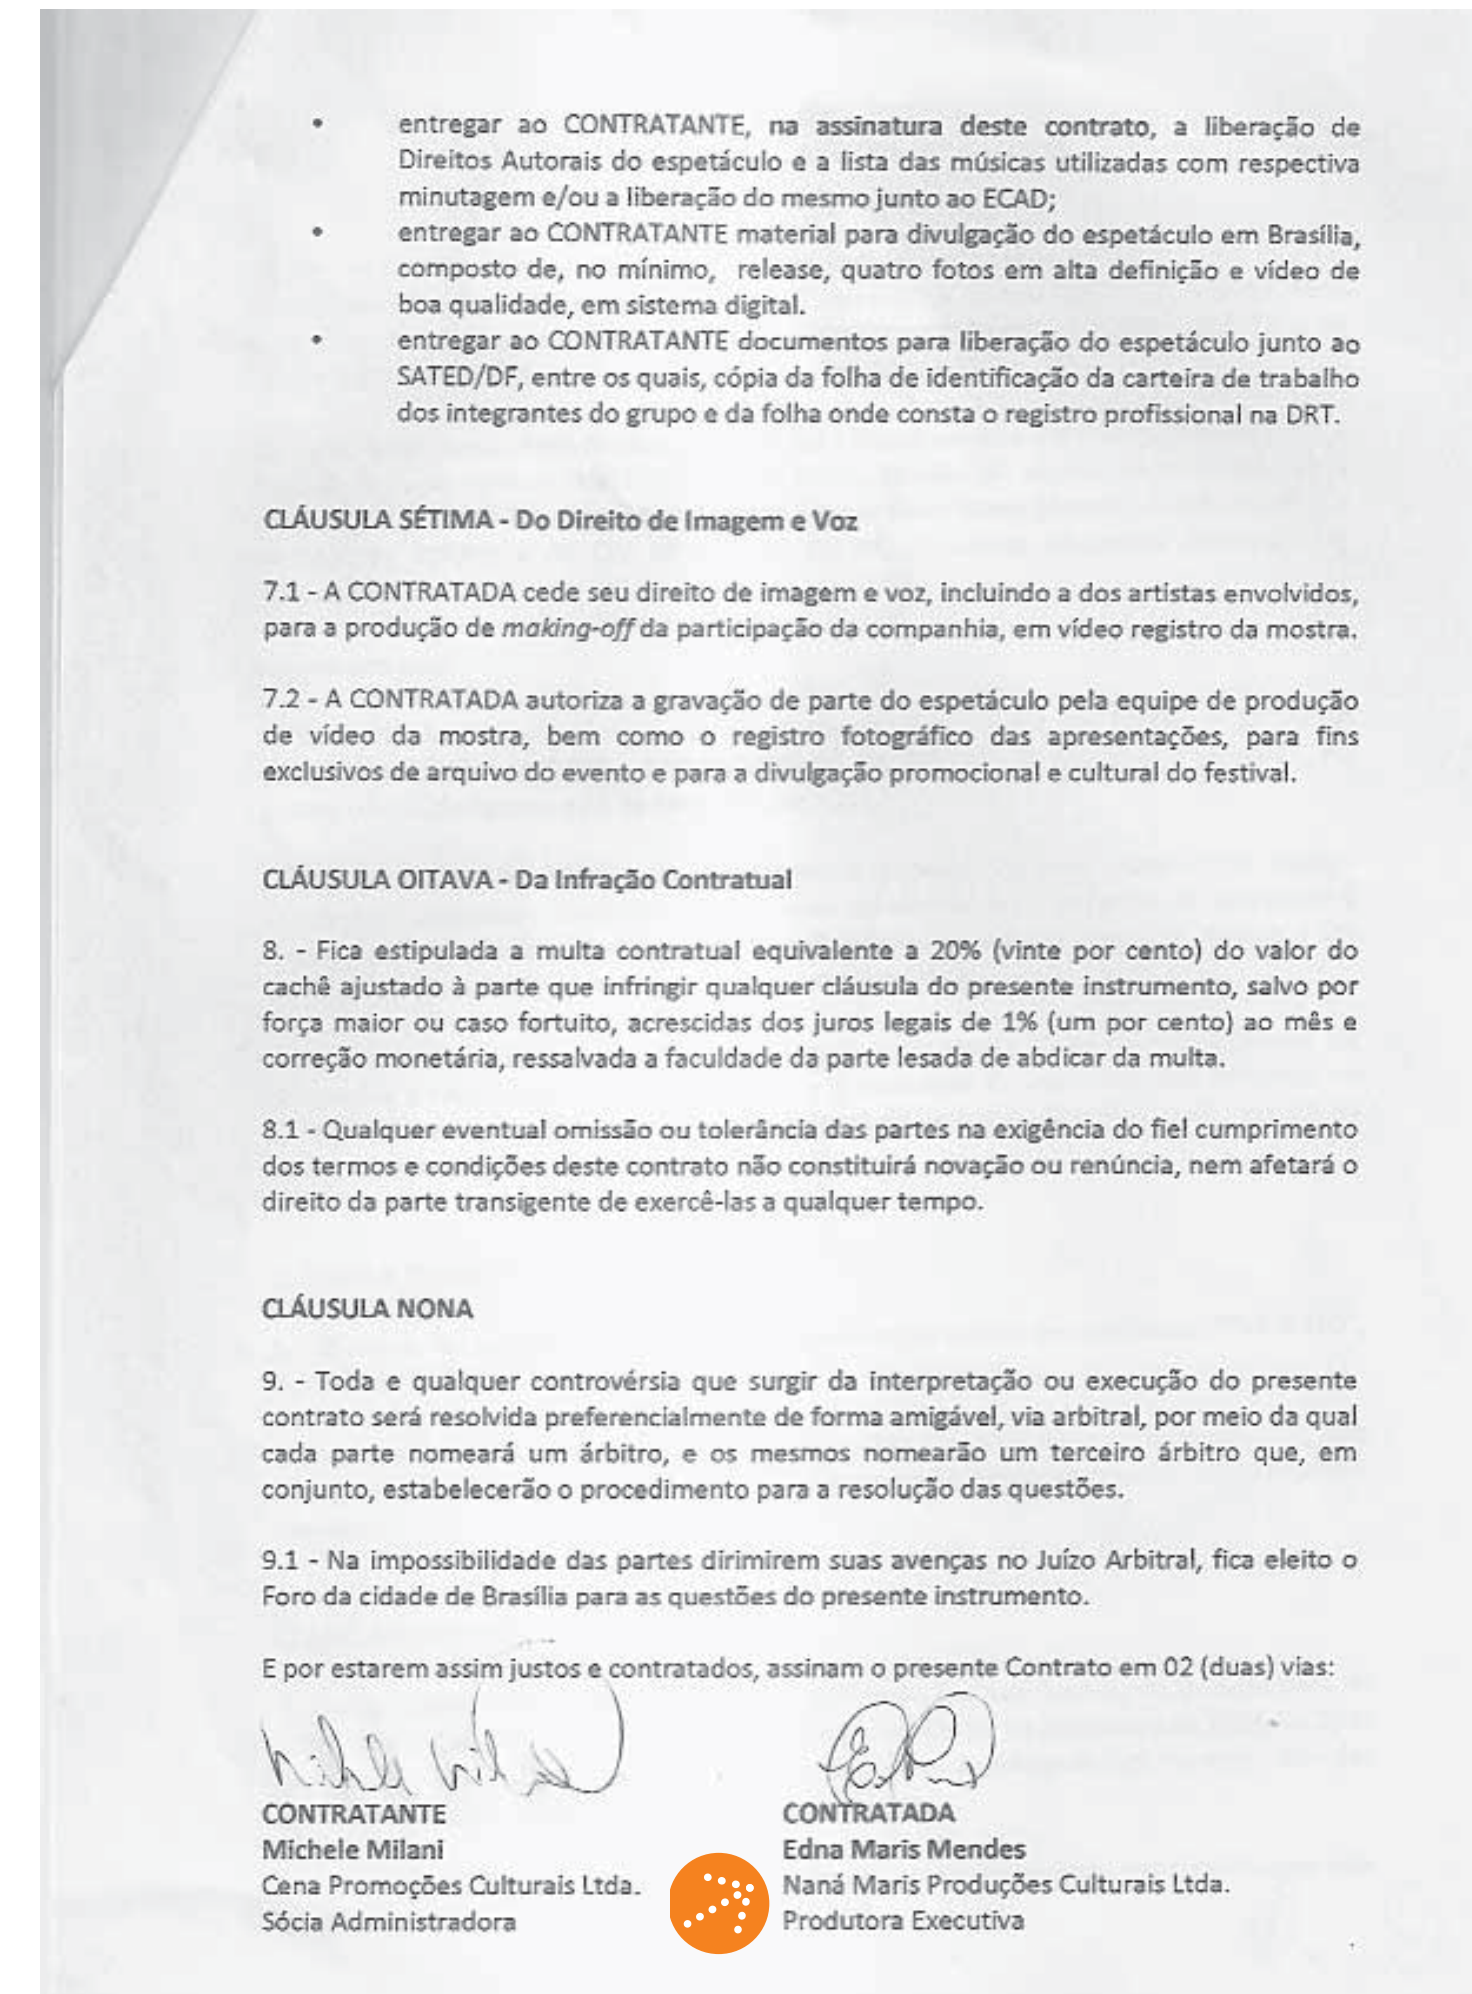 • entregar ao CONTRATANTE, na assinatura deste contrato, a liberação de
Direitos Autorais do espetáculo e a lista das músicas utilizadas com respectiva
minutagem e/ou a liberação do mesmo junto ao ECAD;
• entregar ao CONTRATANTE material para divulgação do espetáculo em Brasília,
composto de, no mínimo, release, quatro fotos em alta definição e vídeo de
boa qualidade, em sistema digital.
• entregar ao CONTRATANTE documentos para liberação do espetáculo junto ao
SATED/DF, entre os quais, cópia da folha de identificação da carteira de trabalho
dos integrantes do grupo e da folha onde consta o registro profissional na DRT.
CLÁUSULA SÉTIMA - Do Direito de Imagem e Voz
7.1 - A CONTRATADA cede seu direito de imagem e voz, incluindo a dos artistas envolvidos,
para a produção de making-off da participação da companhia, em vídeo registro da mostra.
7.2 - A CONTRATADA autoriza a gravação de parte do espetáculo pela equipe de produção
de vídeo da mostra, bem como o registro fotográfico das apresentações, para fins
exclusivos de arquivo do evento e para a divulgação promocional e cultural do festival.
CLÁUSULA OITAVA - Da Infração Contratual
8. - Fica estipulada a multa contratual equivalente a 20% (vinte por cento) do valor do
cachê ajustado à parte que infringir qualquer cláusula do presente instrumento, salvo por
força maior ou caso fortuito, acrescidas dos juros legais de 1% (um por cento) ao mês e
correção monetária, ressalvada a faculdade da parte lesada de abdicar da multa.
8.1 - Qualquer eventual omissão ou tolerância das partes na exigência do fiel cumprimento
dos termos e condições deste contrato não constituirá novação ou renúncia, nem afetará o
direito da parte transigente de exercê-las a qualquer tempo.
CLÁUSULA NONA
9. - Toda e qualquer controvérsia que surgir da interpretação ou execução do presente
contrato será resolvida preferencialmente de forma amigável, via arbitral, por meio da qual
cada parte nomeará um árbitro, e os mesmos nomearão um terceiro árbitro que, em
conjunto, estabelecerão o procedimento para a resolução das questões.
9.1 - Na impossibilidade das partes dirimirem suas avenças no Juízo Arbitral, fica eleito o
Foro da cidade de Brasília para as questões do presente instrumento.
E por estarem assim justos e contratados, assinam o presente Contrato em 02 (duas) vias:
CONTRATANTE
Michele Milani
Cena Promoções Culturais Ltda.
Sócia Administradora
CONTRATADA
Edna Maris Mendes
Naná Maris Produções Culturais Ltda.
Produtora Executiva